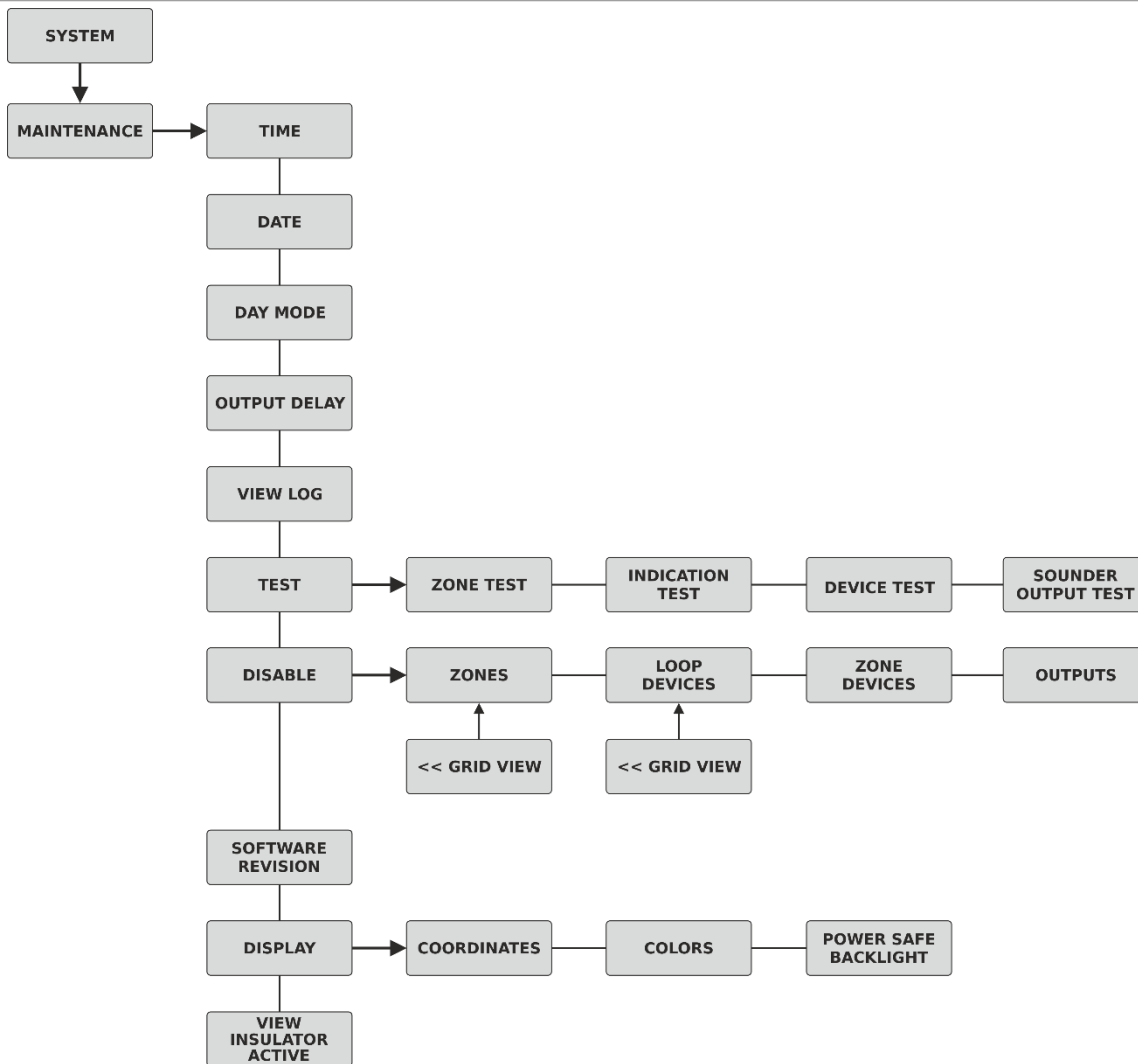 SYSTEM
MAINTENANCE
TIME
DATE
DAY MODE
OUTPUT DELAY
VIEW LOG
TEST
ZONE TEST
INDICATION
TEST
DEVICE TEST
SOUNDER
OUTPUT TEST
DISABLE
ZONES
LOOP
DEVICES
ZONE
DEVICES
OUTPUTS
<< GRID VIEW
<< GRID VIEW
SOFTWARE
REVISION
DISPLAY
COORDINATES
COLORS
POWER SAFE
BACKLIGHT
VIEW
INSULATOR
ACTIVE